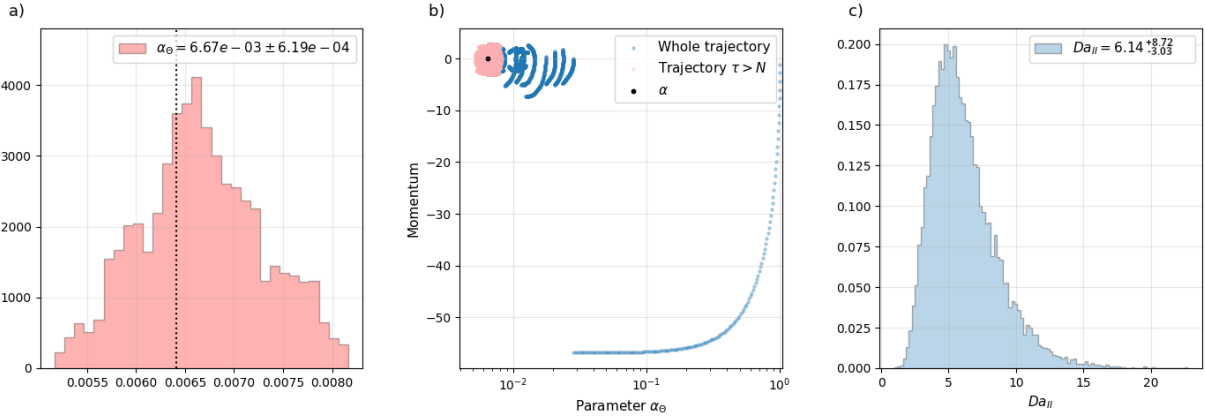 a)
α_Θ = 6.67e − 03 ± 6.19e − 04
4000
3000
2000
1000
0
0.0055 0.0060 0.0065 0.0070 0.0075 0.0080
b)
Whole trajectory
Trajectory τ > N
α
Momentum
0
−10
−20
−30
−40
−50
10⁻² 10⁻¹ 10⁰
Parameter α_Θ
c)
Da_II = 6.14 +8.72 -3.03
0.200
0.175
0.150
0.125
0.100
0.075
0.050
0.025
0.000
0 5 10 15 20
Da_II